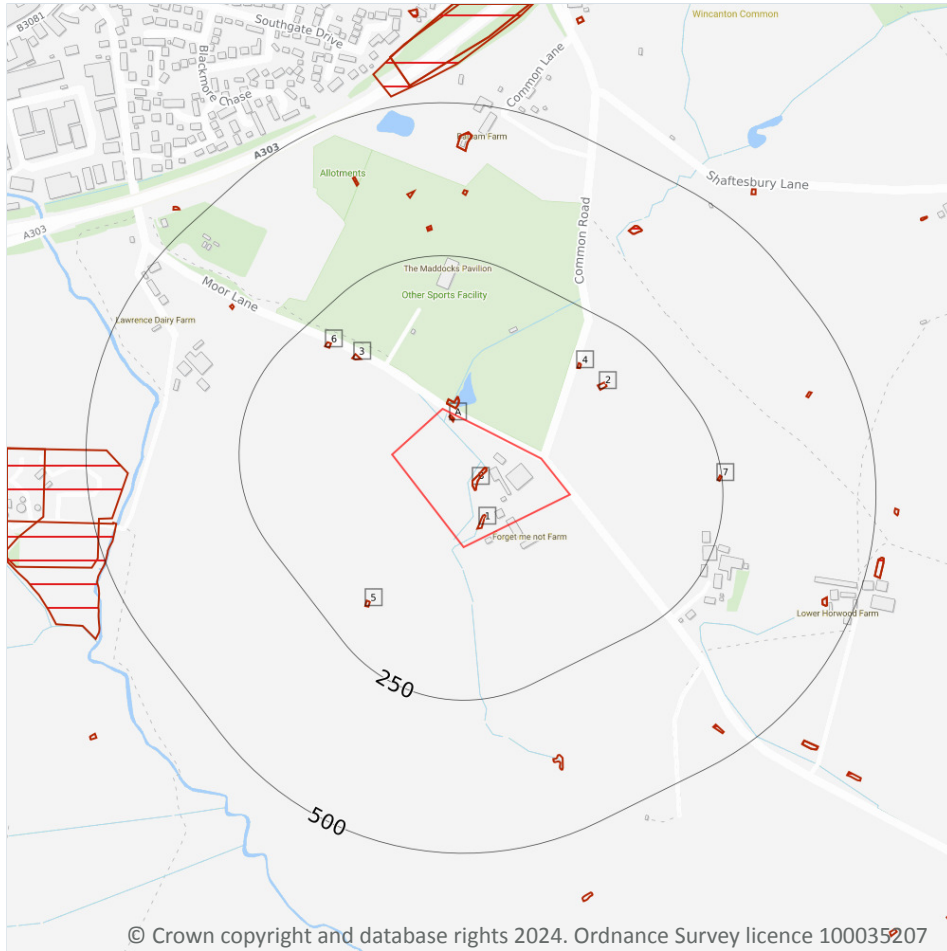 B3081
Southgate Drive
Wincanton Common
Blackmore Chase
Common Lane
A303
Allotments
Shaftesbury Lane
A303
Common Road
The Maddocks Pavilion
Moor Lane
Other Sports Facility
Lawrence Dairy Farm
6
3
4
2
A
7
1
Forget me not Farm
5
Lower Horwood Farm
250
500
© Crown copyright and database rights 2024. Ordnance Survey licence 100035207